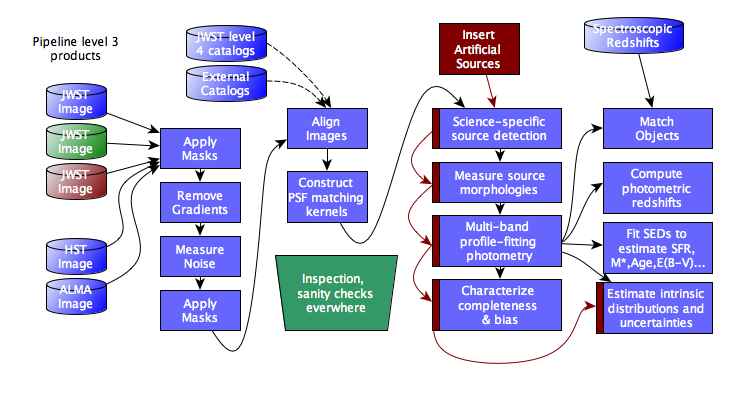 Pipeline level 3
products
JWST
Image
JWST
Image
JWST
Image
HST
Image
ALMA
Image
Apply
Masks
Remove
Gradients
Measure
Noise
Apply
Masks
JWST level
4 catalogs
External
Catalogs
Align
Images
Construct
PSF matching
kernels
Inspection,
sanity checks
everwhere
Insert
Artificial
Sources
Science-specific
source detection
Measure source
morphologies
Multi-band
profile-fitting
photometry
Characterize
completeness
& bias
Spectroscopic
Redshifts
Match
Objects
Compute
photometric
redshifts
Fit SEDs to
estimate SFR,
M*,Age,E(B-V)...
Estimate intrinsic
distributions and
uncertainties